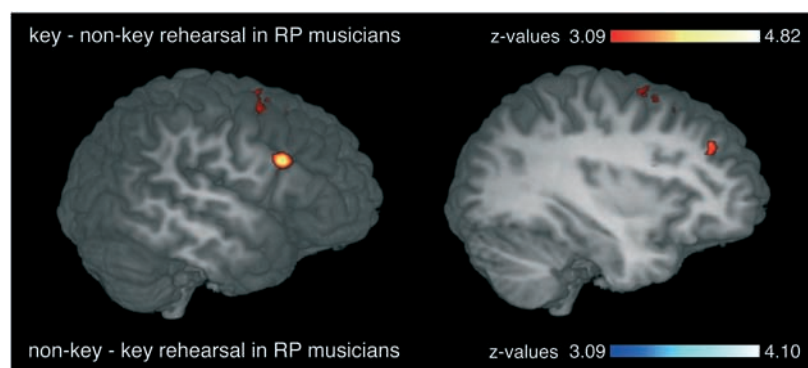 key - non-key rehearsal in RP musicians
z-values 3.09 4.82
non-key - key rehearsal in RP musicians
z-values 3.09 4.10